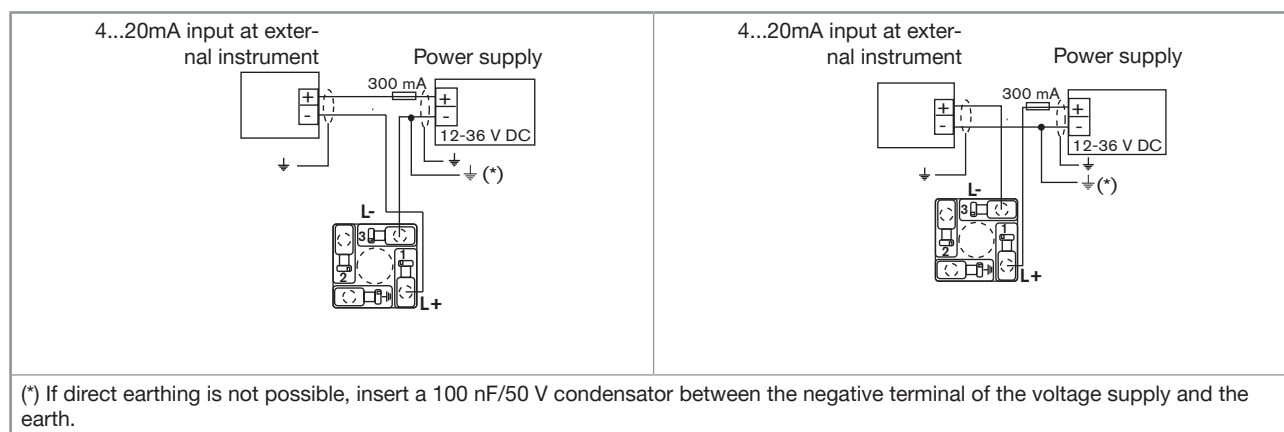 4...20mA input at exter-
nal instrument
Power supply
300 mA
+
-
+
-
12-36 V DC
(*)
L-
3
1
2
L+
4...20mA input at exter-
nal instrument
Power supply
300 mA
+
-
+
-
12-36 V DC
(*)
L-
3
1
2
L+
(*) If direct earthing is not possible, insert a 100 nF/50 V condensator between the negative terminal of the voltage supply and the
earth.